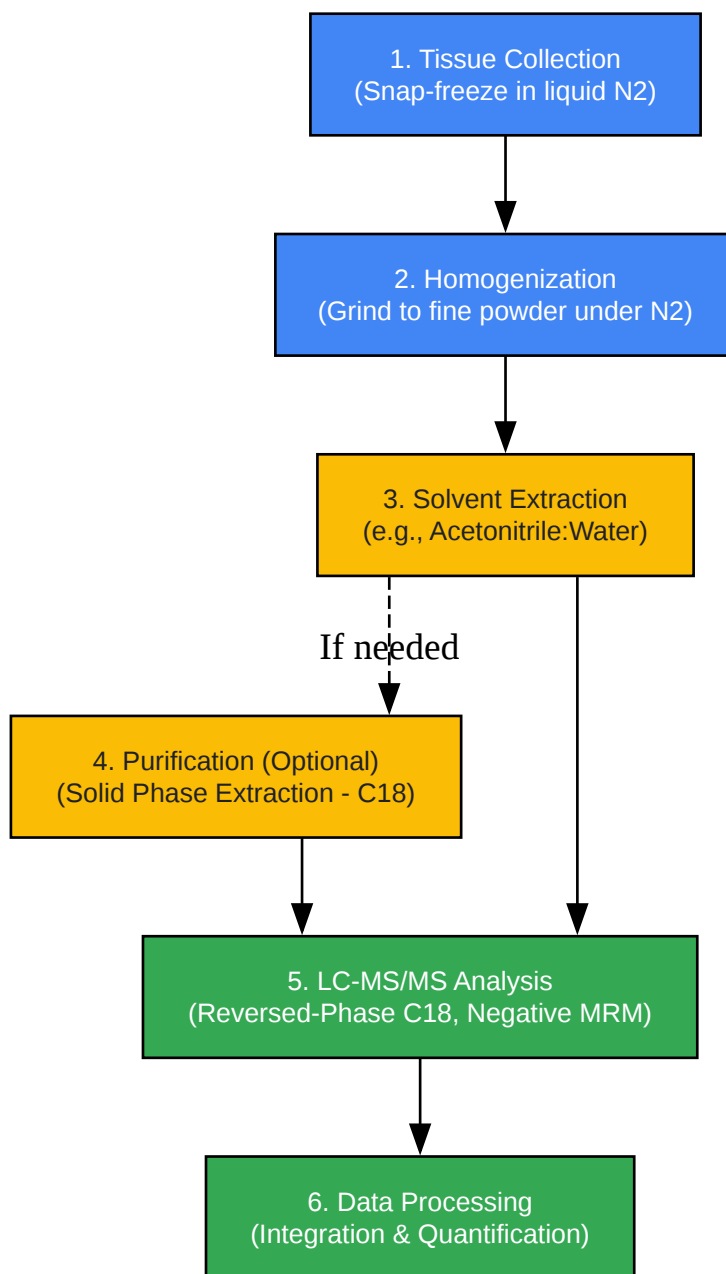 1. Tissue Collection
(Snap-freeze in liquid N2)
2. Homogenization
(Grind to fine powder under N2)
3. Solvent Extraction
(e.g., Acetonitrile:Water)
If needed
4. Purification (Optional)
(Solid Phase Extraction - C18)
5. LC-MS/MS Analysis
(Reversed-Phase C18, Negative MRM)
6. Data Processing
(Integration & Quantification)